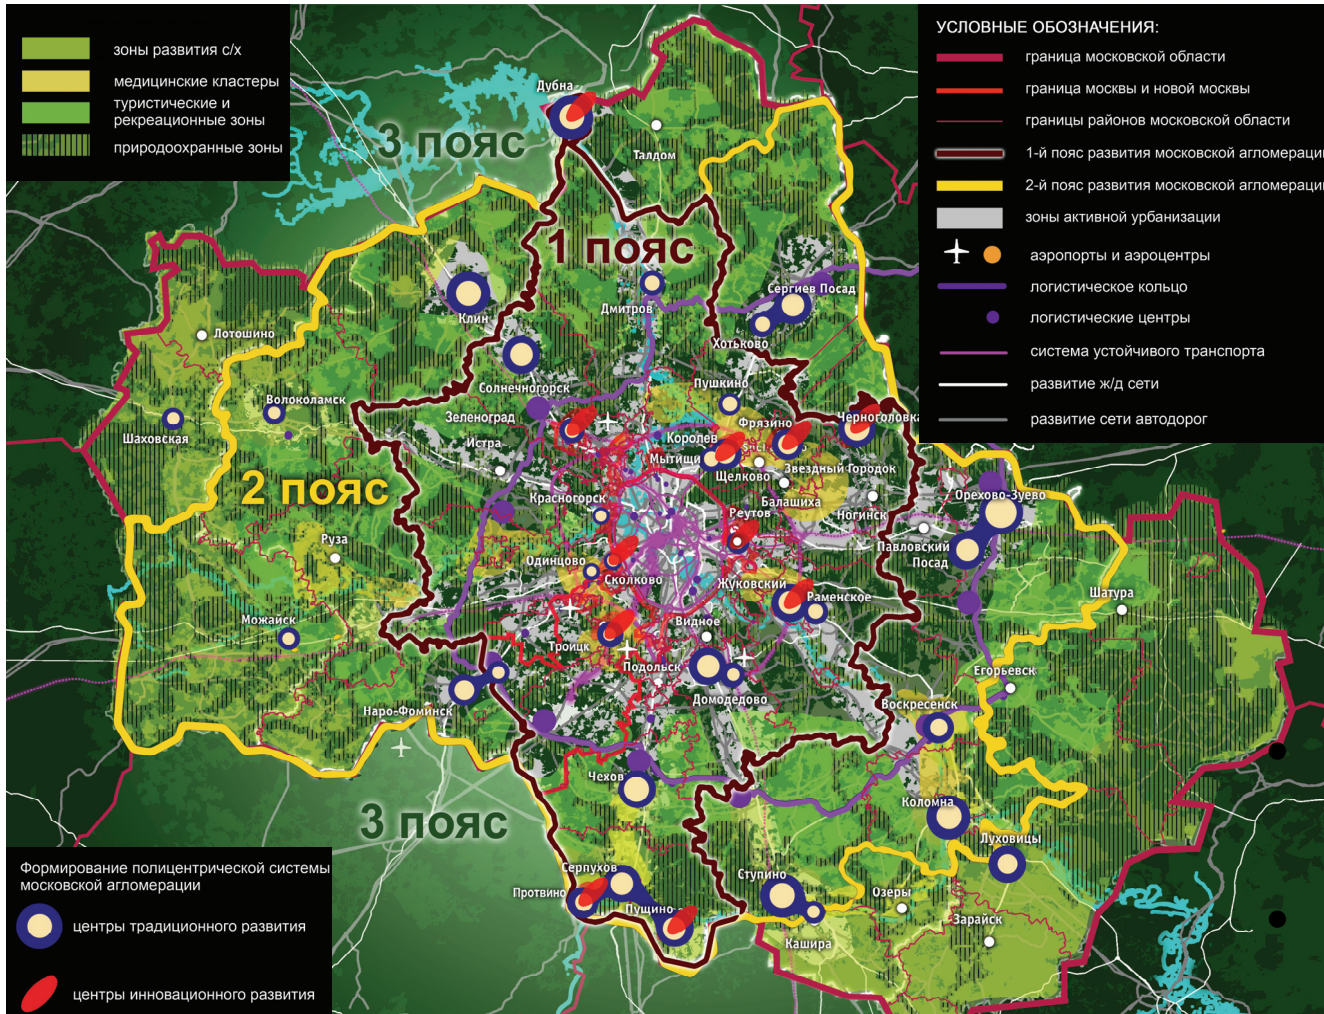 зоны развития с/х
медицинские кластеры
туристические и
рекреационные зоны
природоохранные зоны
УСЛОВНЫЕ ОБОЗНАЧЕНИЯ:
граница московской области
граница москвы и новой москвы
границы районов московской области
1-й пояс развития московской агломераци
2-й пояс развития московской агломераци
зоны активной урбанизации
аэропорты и аэроцентры
логистическое кольцо
логистические центры
система устойчивого транспорта
развитие ж/д сети
развитие сети автодорог
Дубна
3 пояс
Талдом
1 пояс
Сергиев Посад
Клин
Дмитров
Лотошино
Хотьково
Солнечногорск
Пушкино
Волоколамск
Зеленоград
Черноголовка
Шаховская
Фрязино
Истра
Королев
Мытищи
Звездный Городок
Щелково
2 пояс
Красногорск
Балашиха
Орехово-Зуево
Реутов
Ногинск
Руза
Павловский
Посад
Одинцово
Сколково
Жуковский
Раменское
Шатура
Можайск
Видное
Троицк
Подольск
Егорьевск
Наро-Фоминск
Домодедово
Воскресенск
Чехов
3 пояс
Коломна
Луховицы
Серпухов
Ступино
Протвино
Озеры
Пущино
Зарайск
Кашира
Формирование полицентрической системы
московской агломерации
центры традиционного развития
центры инновационного развития